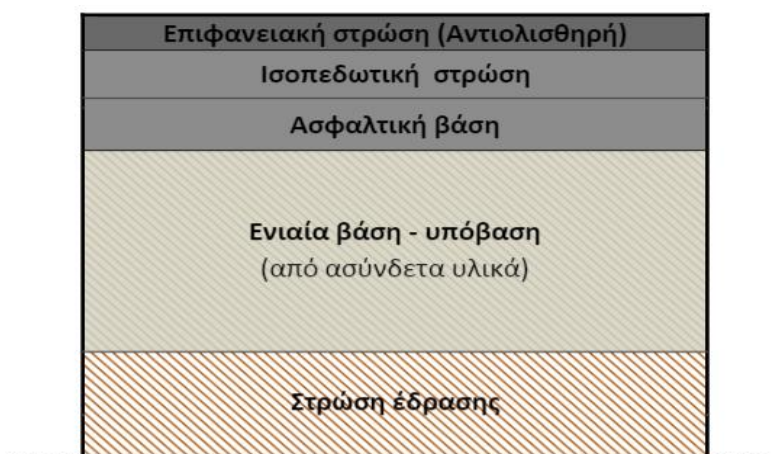 Επιφανειακή στρώση (Αντιολισθηρή)
Ισοπεδωτική στρώση
Ασφαλτική βάση
Ενιαία βάση - υπόβαση
(από ασύνδετα υλικά)
Στρώση έδρασης